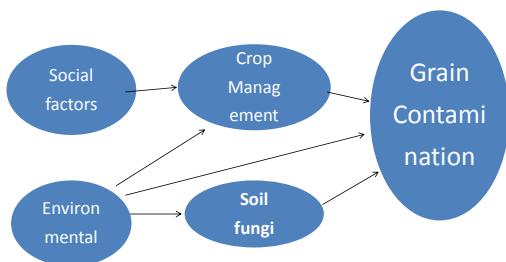 Social
factors
Crop
Manag
ement
Grain
Contami
nation
Environ
mental
Soil
fungi